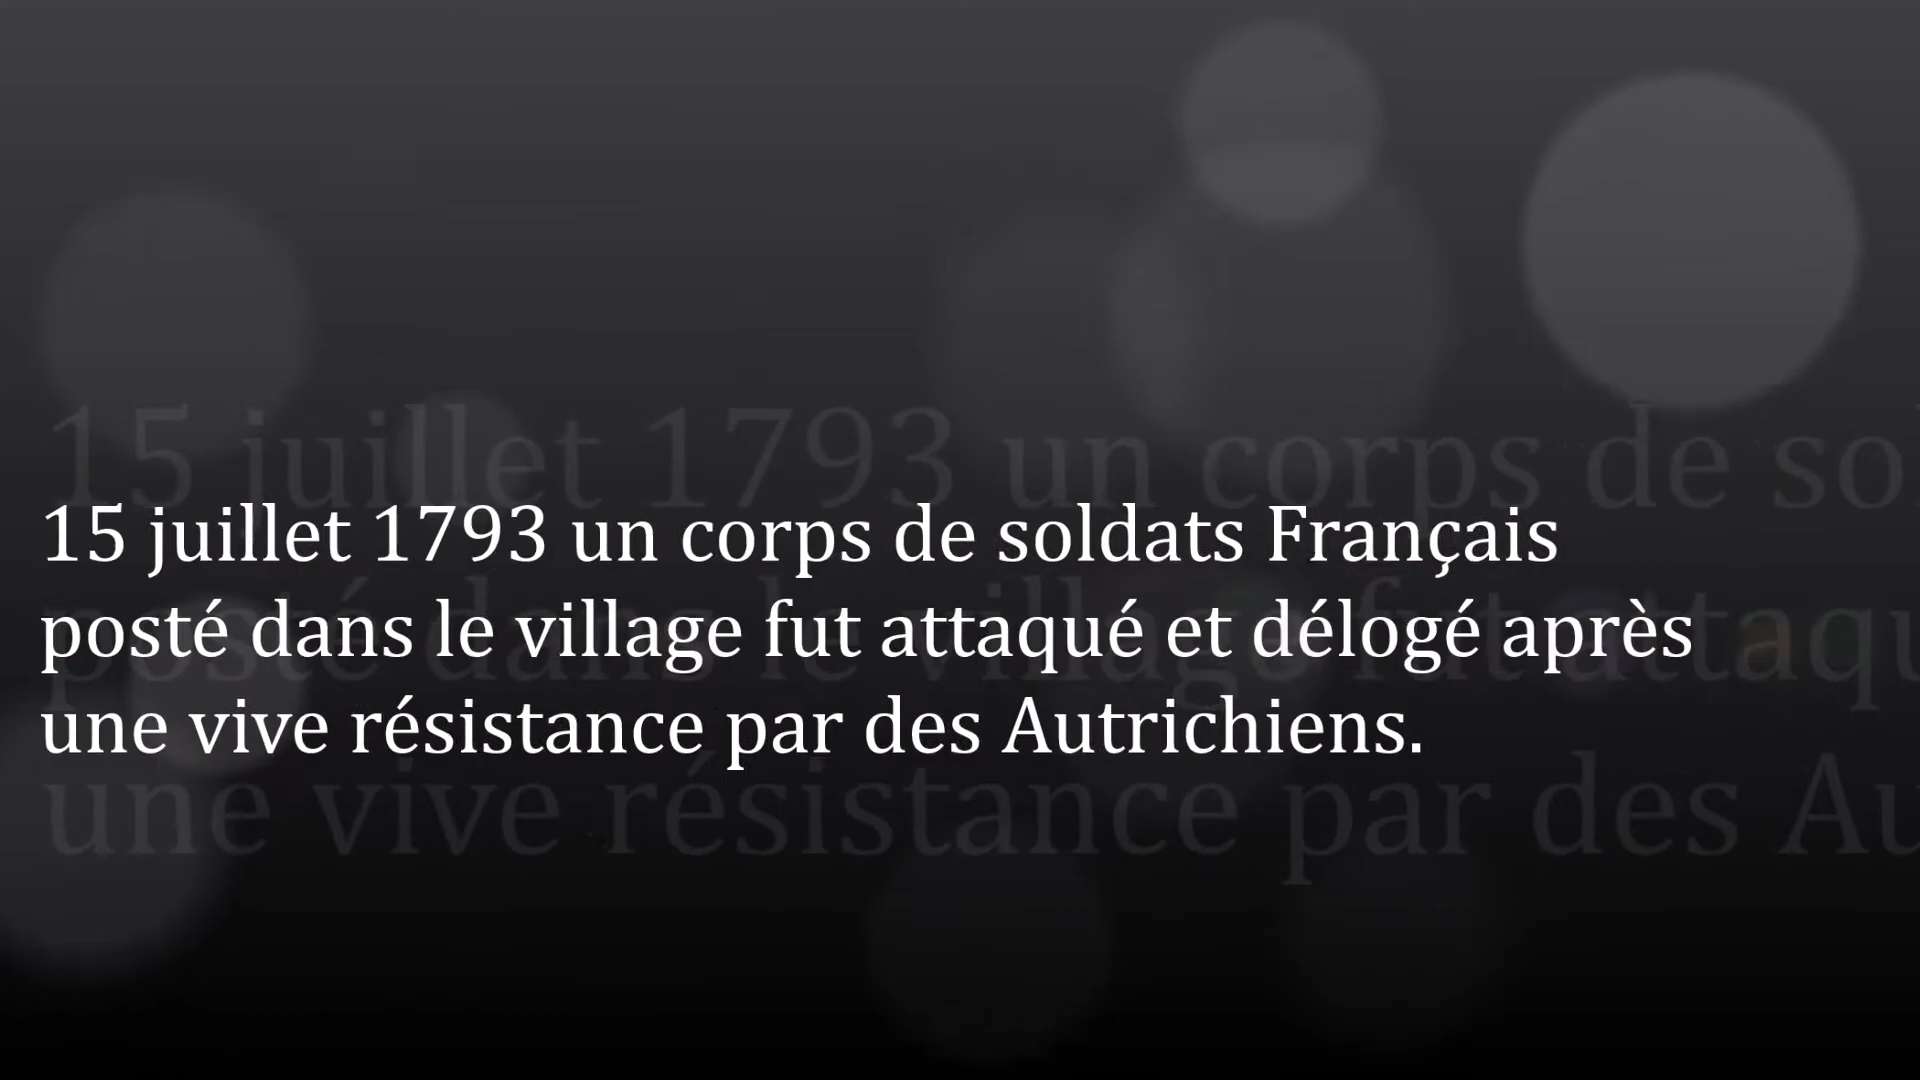 15 juillet 1793 un corps de soldats Français
posté dans le village fut attaqué et délogé après
une vive résistance par des Autrichiens.